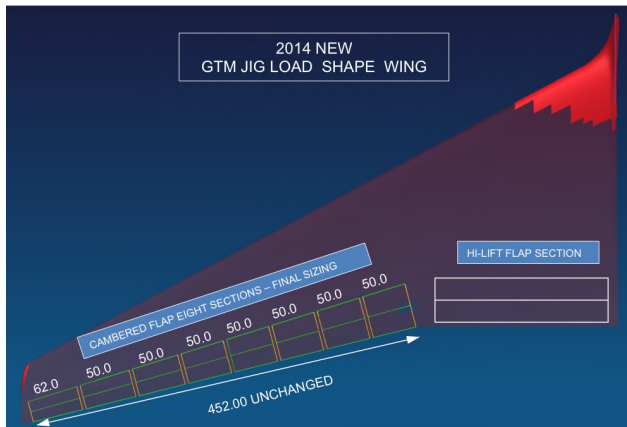 2014 NEW
GTM JIG LOAD SHAPE WING
HI-LIFT FLAP SECTION
CAMBERED FLAP EIGHT SECTIONS – FINAL SIZING
62.0
50.0
50.0
50.0
50.0
50.0
50.0
50.0
452.00 UNCHANGED